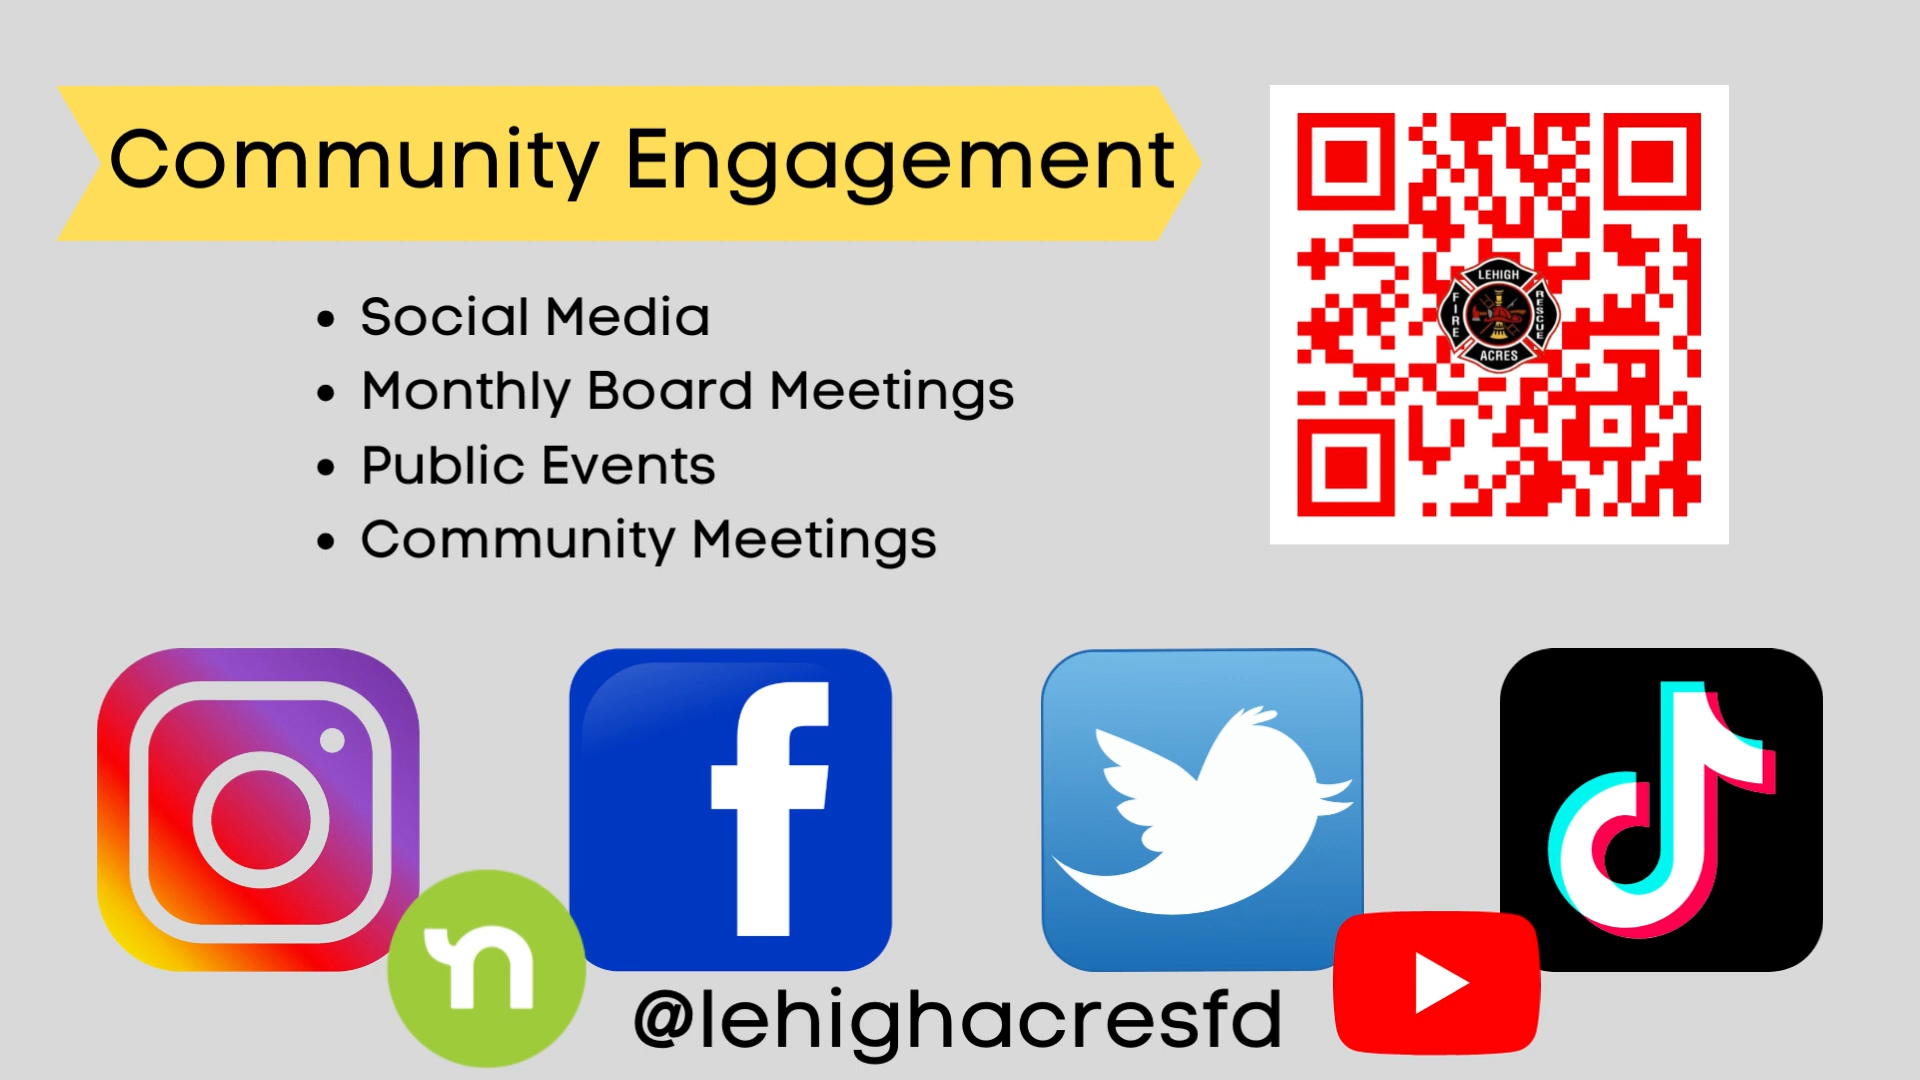 Community Engagement
• Social Media
• Monthly Board Meetings
• Public Events
• Community Meetings
LEHIGH
FIRE
RESCUE
ACRES
@lehighacresfd